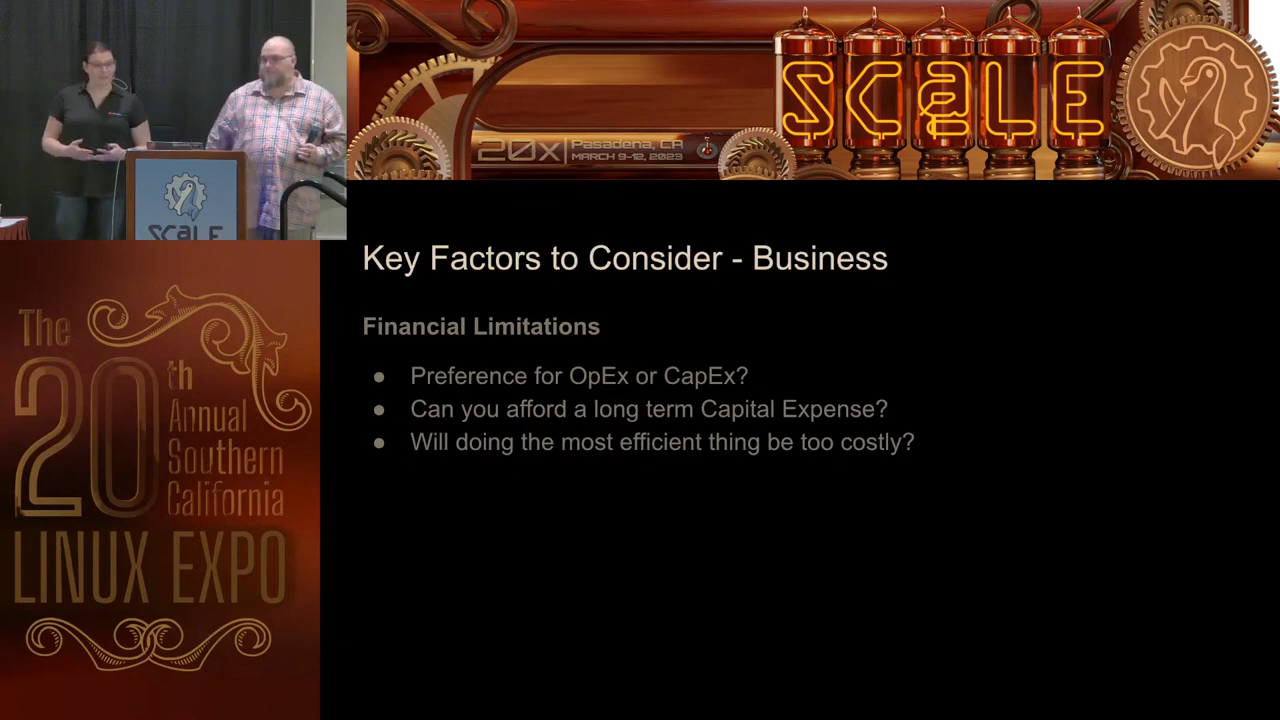 SCALE
20x
Pasadena, CA
MARCH 9-12, 2023
SCALE
Key Factors to Consider - Business
Financial Limitations
● Preference for OpEx or CapEx?
● Can you afford a long term Capital Expense?
● Will doing the most efficient thing be too costly?
The
20th
Annual
Southern
California
LINUX EXPO